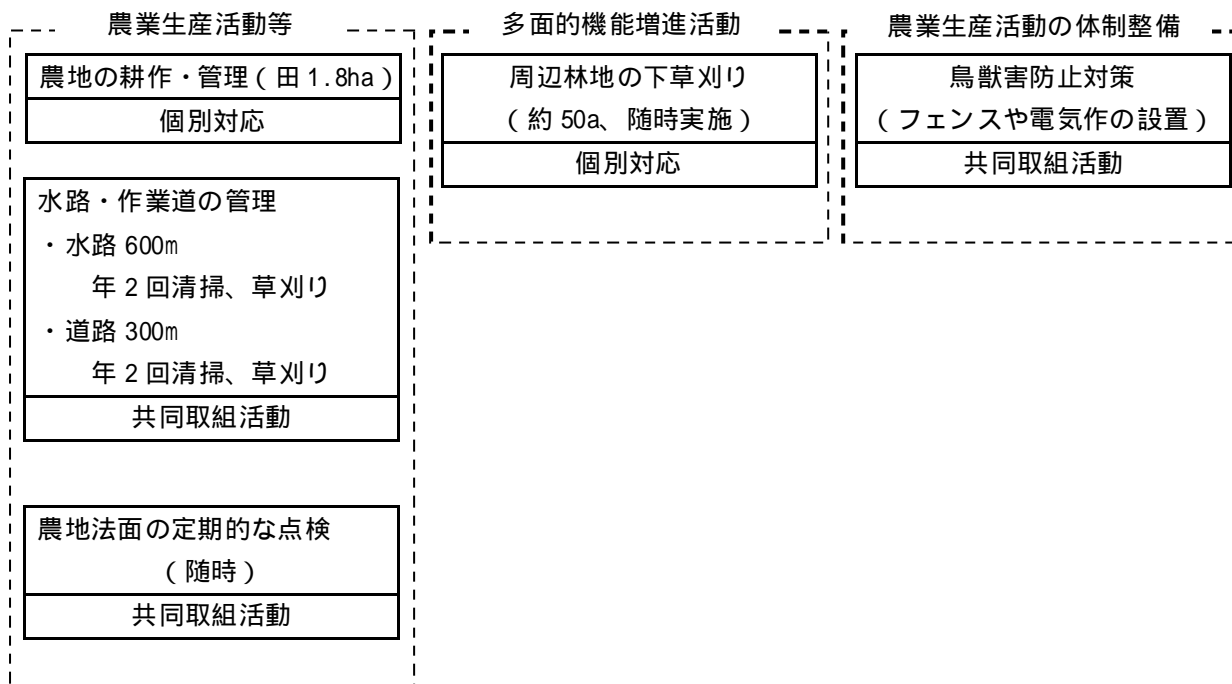 農業生産活動等
農地の耕作・管理（田1.8ha）
個別対応
水路・作業道の管理
・水路 600m
年2回清掃、草刈り
・道路 300m
年2回清掃、草刈り
共同取組活動
農地法面の定期的な点検
（随時）
共同取組活動
多面的機能増進活動
周辺林地の下草刈り
（約 50a、随時実施）
個別対応
農業生産活動の体制整備
鳥獣害防止対策
（フェンスや電気作の設置）
共同取組活動